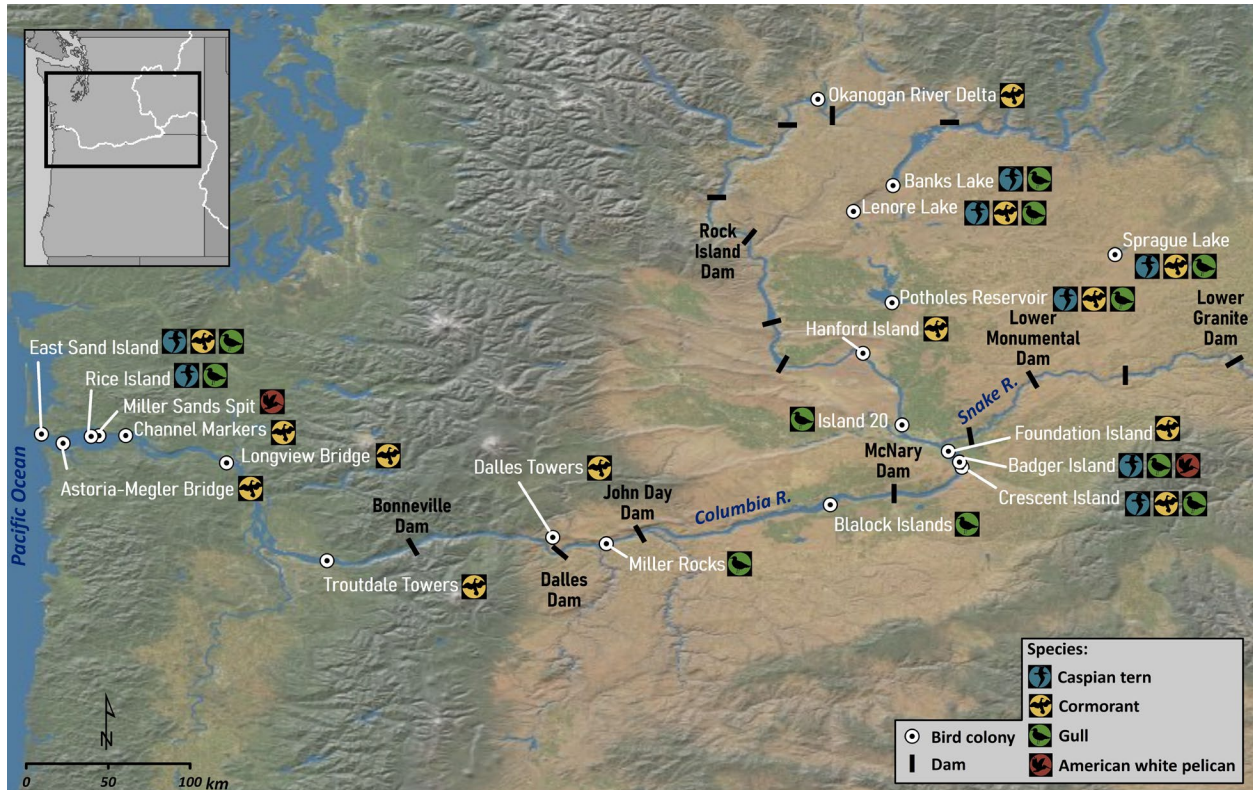 Okanogan River Delta
Banks Lake
Lenore Lake
Rock
Island
Dam
Sprague Lake
Potholes Reservoir
Hanford Island
Lower
Monumental
Dam
Lower
Granite
Dam
East Sand Island
Rice Island
Miller Sands Spit
Channel Markers
Longview Bridge
Astoria-Megler Bridge
Pacific Ocean
Island 20
Snake R.
McNary
Dam
Foundation Island
Badger Island
Crescent Island
Dalles Towers
John Day
Dam
Columbia R.
Blalock Islands
Bonneville
Dam
Miller Rocks
Dalles
Dam
Troutdale Towers
N
0 50 100 km
Species:
Caspian tern
Cormorant
Gull
American white pelican
Bird colony
Dam